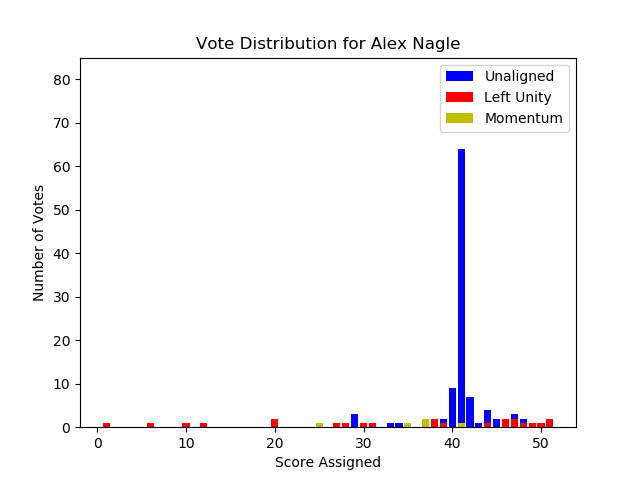 Vote Distribution for Alex Nagle
Unaligned
Left Unity
Momentum
Number of Votes
80
70
60
50
40
30
20
10
0
0 10 20 30 40 50
Score Assigned